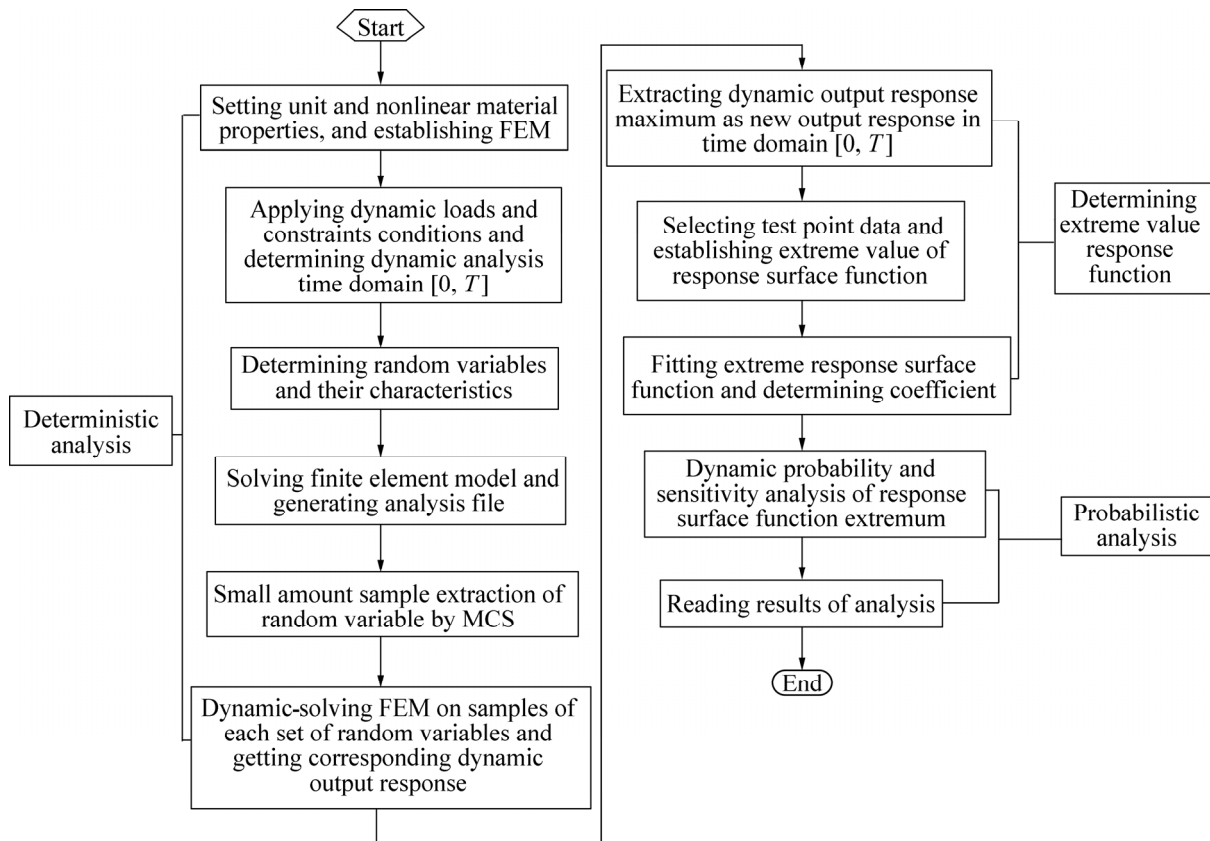 Start
Setting unit and nonlinear material
properties, and establishing FEM
Applying dynamic loads and
constraints conditions and
determining dynamic analysis
time domain [0, T]
Determining random variables
and their characteristics
Solving finite element model and
generating analysis file
Small amount sample extraction of
random variable by MCS
Dynamic-solving FEM on samples of
each set of random variables and
getting corresponding dynamic
output response
Deterministic
analysis
Extracting dynamic output response
maximum as new output response in
time domain [0, T]
Selecting test point data and
establishing extreme value of
response surface function
Fitting extreme response surface
function and determining coefficient
Determining
extreme value
response
function
Dynamic probability and
sensitivity analysis of response
surface function extremum
Reading results of analysis
Probabilistic
analysis
End